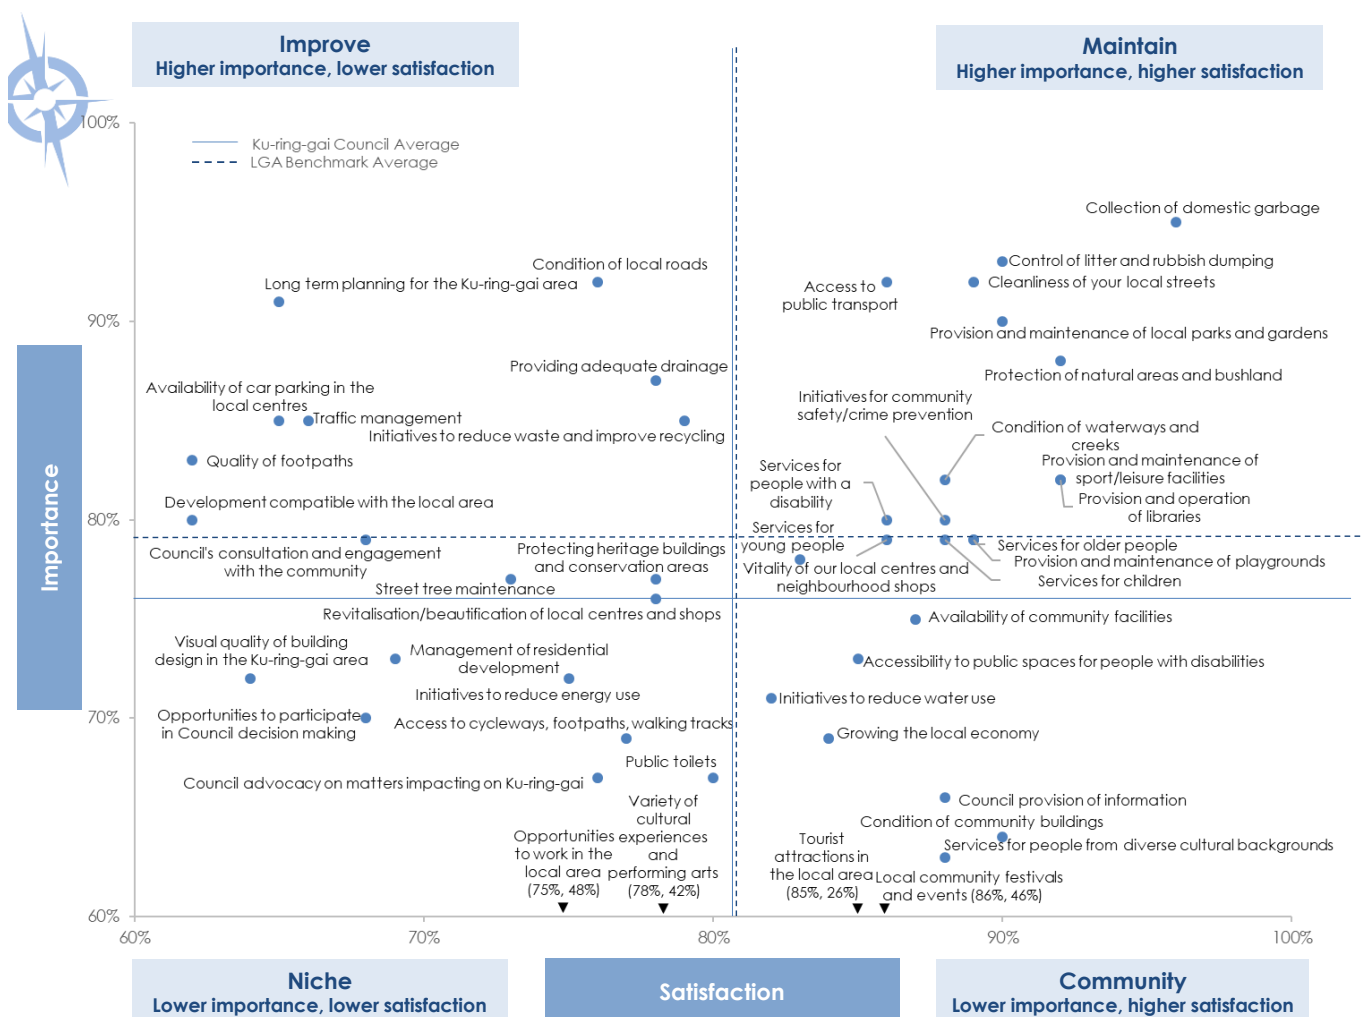 Improve
Higher importance, lower satisfaction
Maintain
Higher importance, higher satisfaction
100%
Ku-ring-gai Council Average
LGA Benchmark Average
Collection of domestic garbage
Condition of local roads
Control of litter and rubbish dumping
Long term planning for the Ku-ring-gai area
Access to
public transport
Cleanliness of your local streets
90%
Provision and maintenance of local parks and gardens
Providing adequate drainage
Protection of natural areas and bushland
Availability of car parking in the
local centres
Traffic management
Initiatives for community
safety/crime prevention
Initiatives to reduce waste and improve recycling
Condition of waterways and
creeks
Quality of footpaths
Services for
people with a
disability
Provision and maintenance of
sport/leisure facilities
Provision and operation
of libraries
Development compatible with the local area
80%
Services for
young people
Council's consultation and engagement
with the community
Protecting heritage buildings
and conservation areas
Services for older people
Provision and maintenance of playgrounds
Services for children
Vitality of our local centres and
neighbourhood shops
Street tree maintenance
Importance
Revitalisation/beautification of local centres and shops
Availability of community facilities
Visual quality of building
design in the Ku-ring-gai area
Management of residential
development
Accessibility to public spaces for people with disabilities
Initiatives to reduce energy use
Initiatives to reduce water use
70%
Opportunities to participate
in Council decision making
Access to cycleways, footpaths, walking tracks
Growing the local economy
Public toilets
Council advocacy on matters impacting on Ku-ring-gai
Council provision of information
Variety of
cultural
experiences
and
performing arts
(78%, 42%)
Opportunities
to work in the
local area
(75%, 48%)
Condition of community buildings
Services for people from diverse cultural backgrounds
Tourist
attractions in
the local area
(85%, 26%)
Local community festivals
and events (86%, 46%)
60%
60%
70%
80%
90%
100%
Niche
Lower importance, lower satisfaction
Satisfaction
Community
Lower importance, higher satisfaction